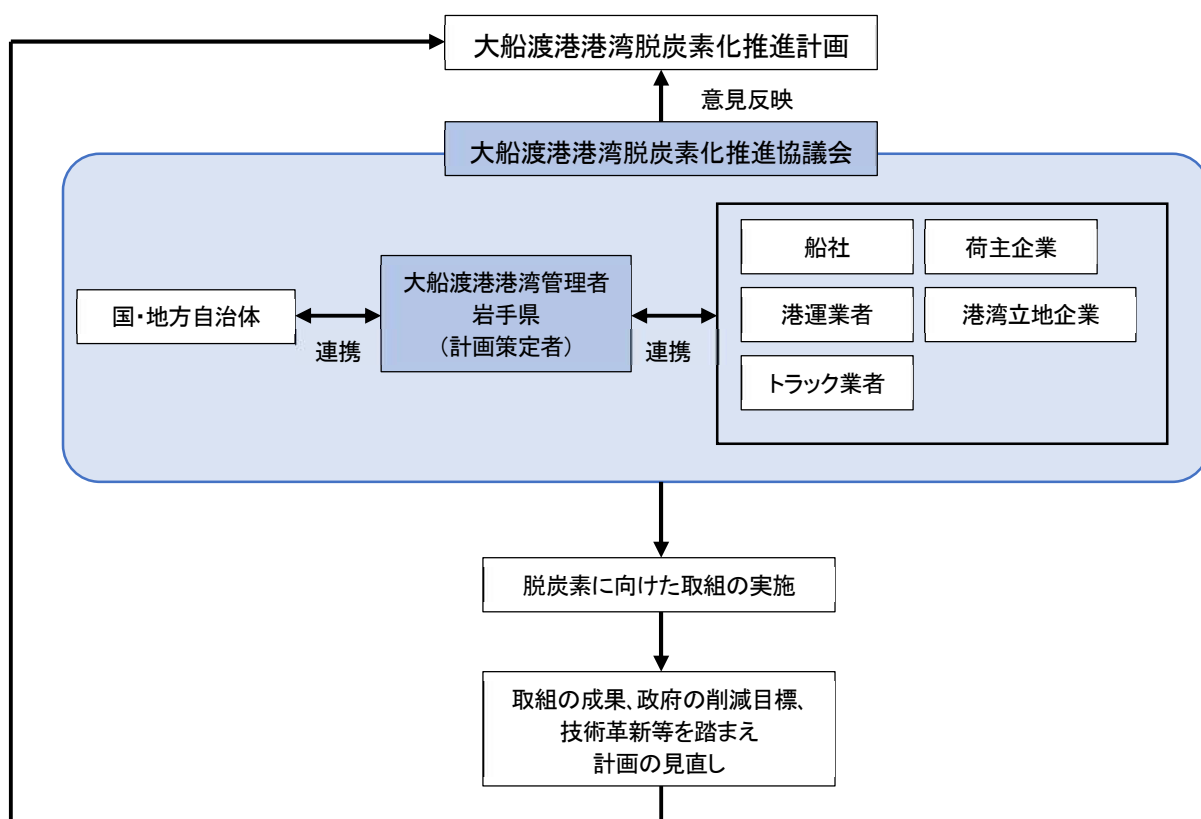 大船渡港港湾脱炭素化推進計画
意見反映
大船渡港港湾脱炭素化推進協議会
船社
荷主企業
大船渡港港湾管理者
岩手県
（計画策定者）
国・地方自治体
港運業者
港湾立地企業
連携
連携
トラック業者
脱炭素に向けた取組の実施
取組の成果、政府の削減目標、
技術革新等を踏まえ
計画の見直し